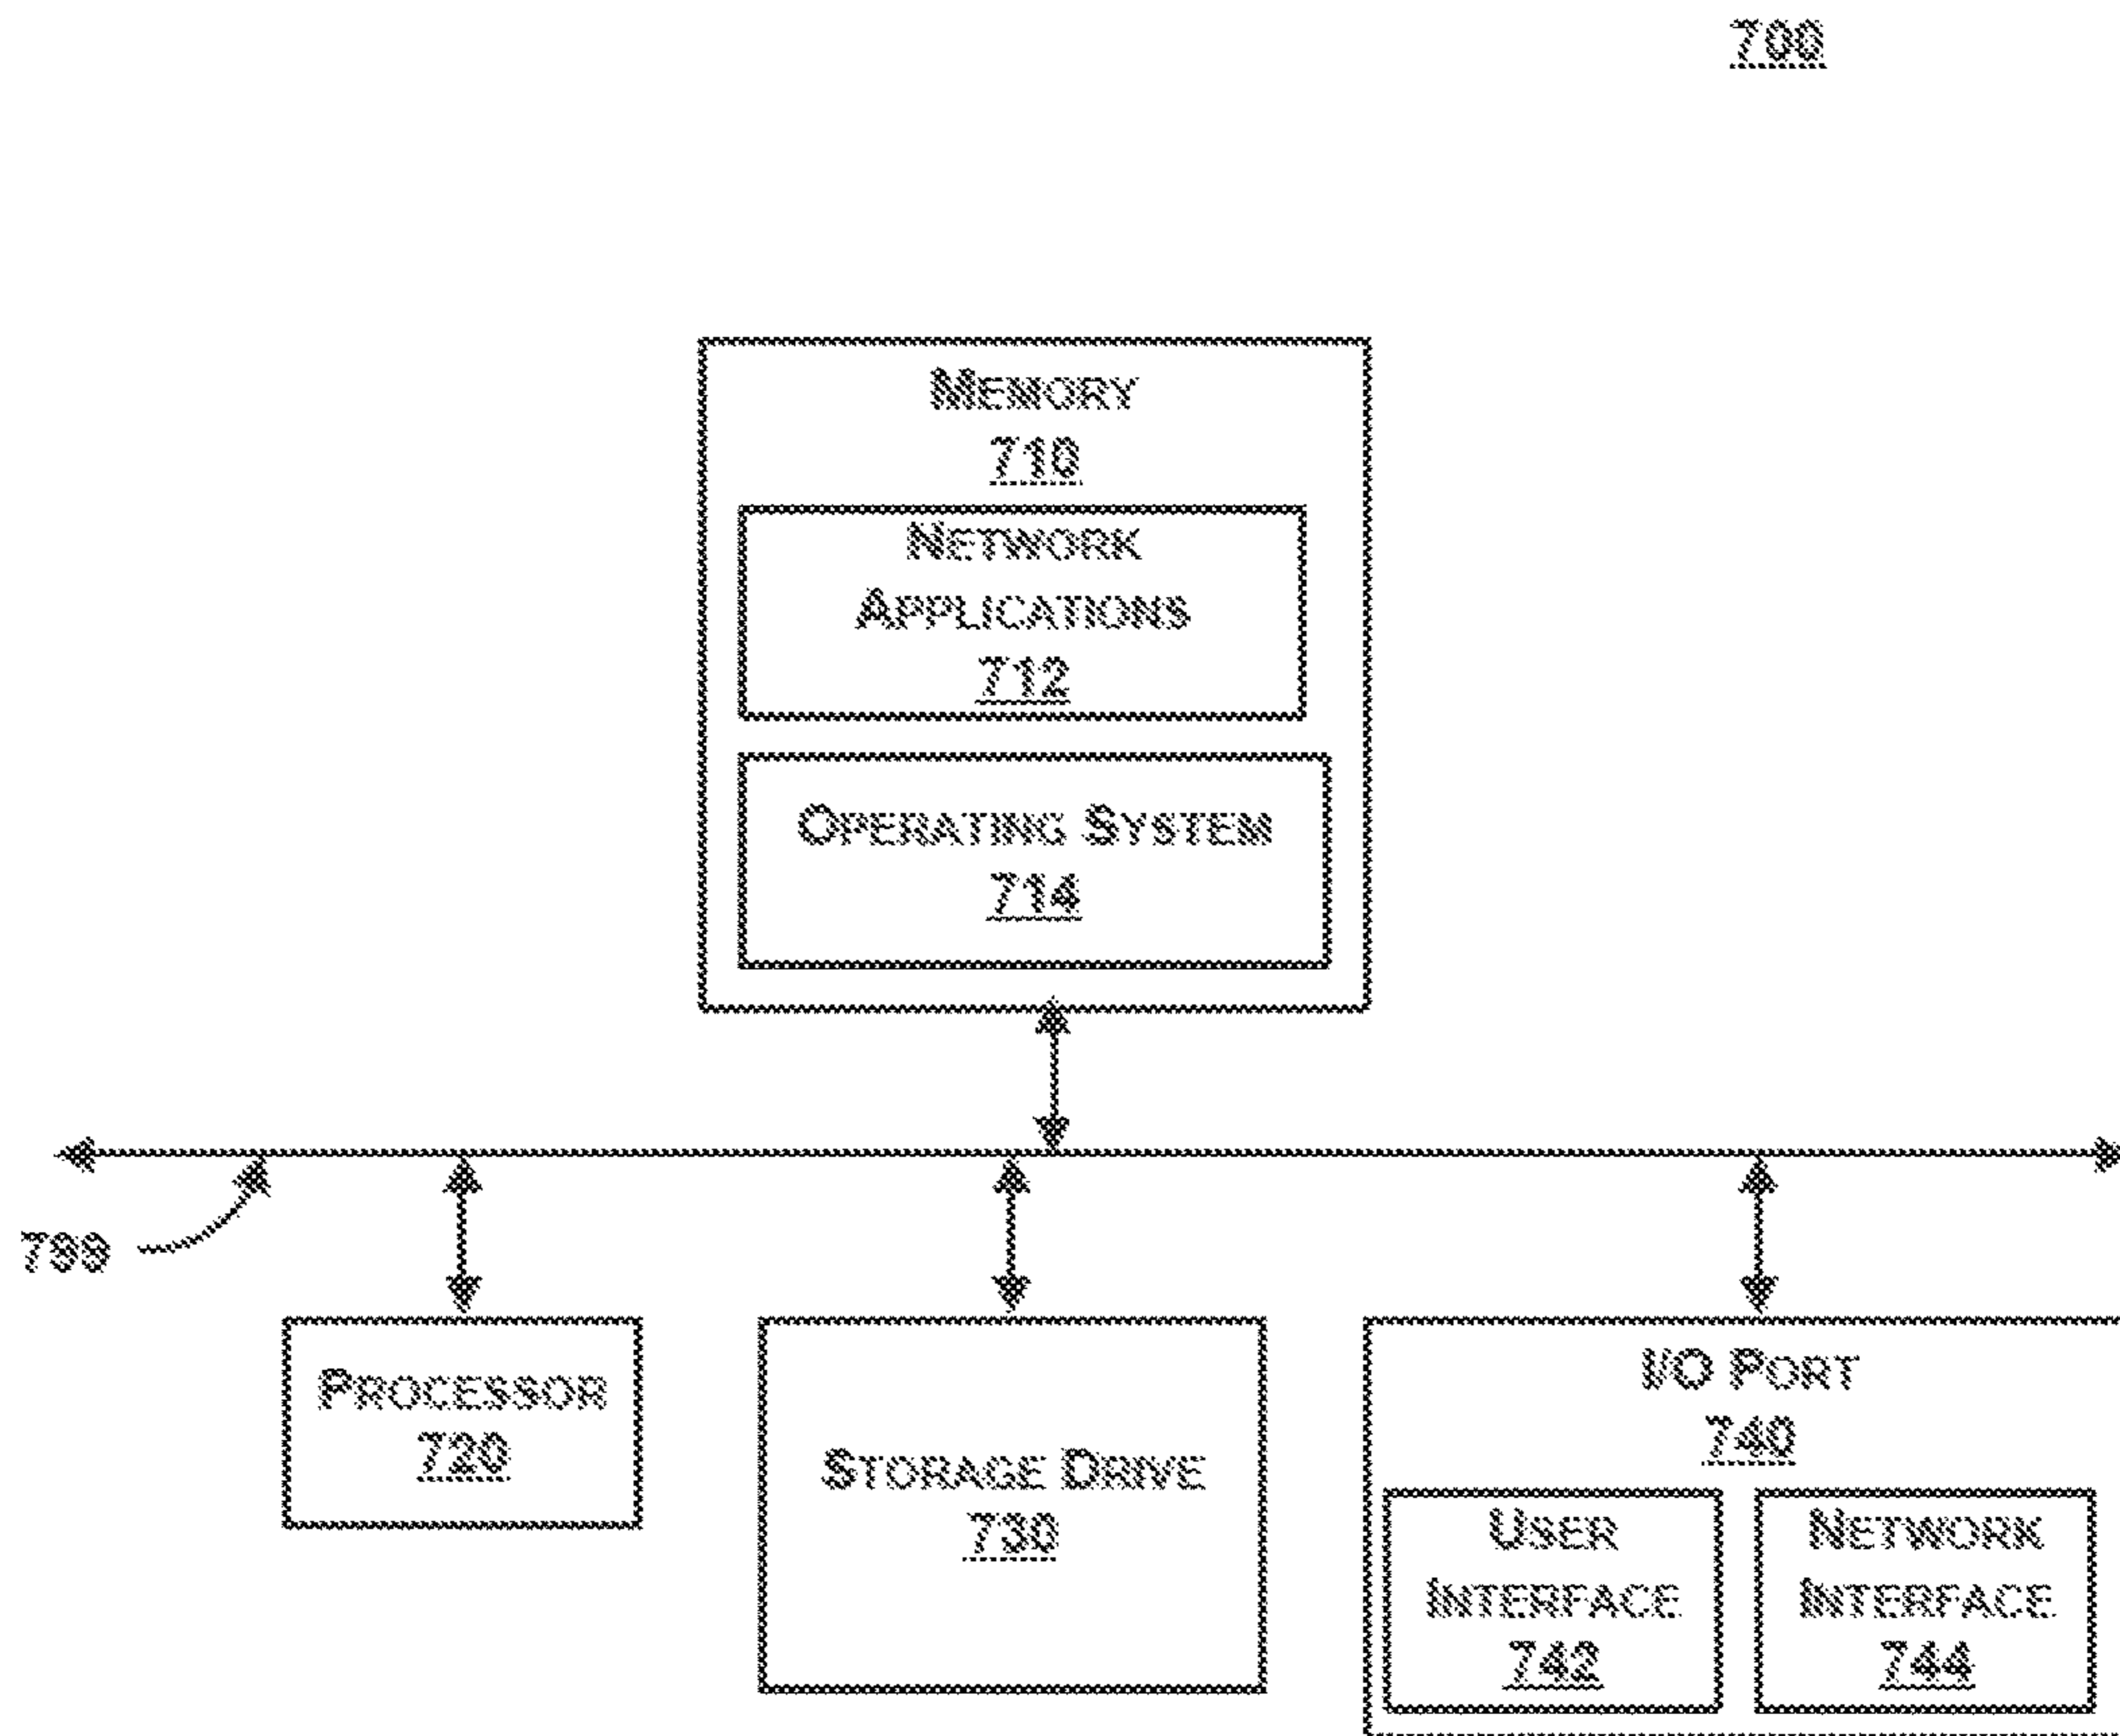 700
MEMORY
710
NETWORK
APPLICATIONS
712
OPERATING SYSTEM
714
799
PROCESSOR
720
STORAGE DRIVE
730
I/O PORT
740
USER
INTERFACE
742
NETWORK
INTERFACE
744